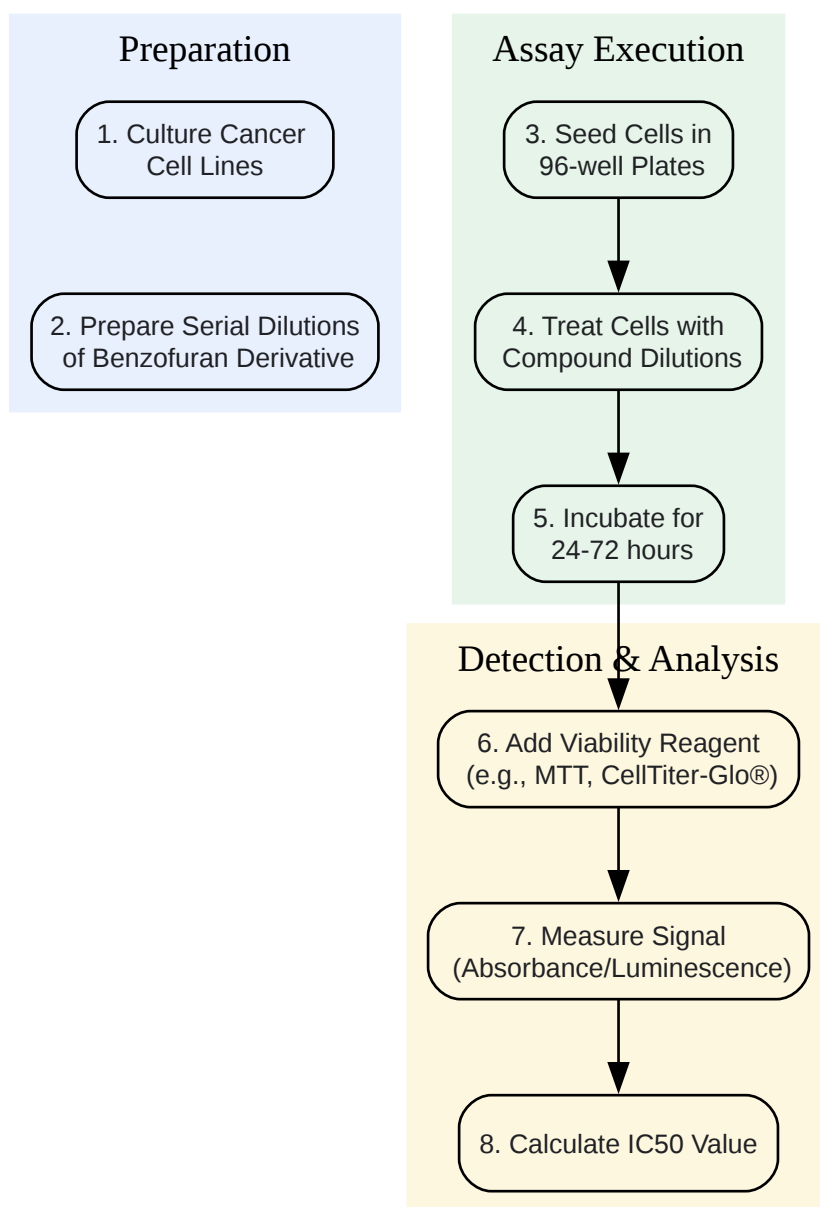 Preparation
1. Culture Cancer
Cell Lines
2. Prepare Serial Dilutions
of Benzofuran Derivative
Assay Execution
3. Seed Cells in
96-well Plates
4. Treat Cells with
Compound Dilutions
5. Incubate for
24-72 hours
Detection & Analysis
6. Add Viability Reagent
(e.g., MTT, CellTiter-Glo®)
7. Measure Signal
(Absorbance/Luminescence)
8. Calculate IC50 Value